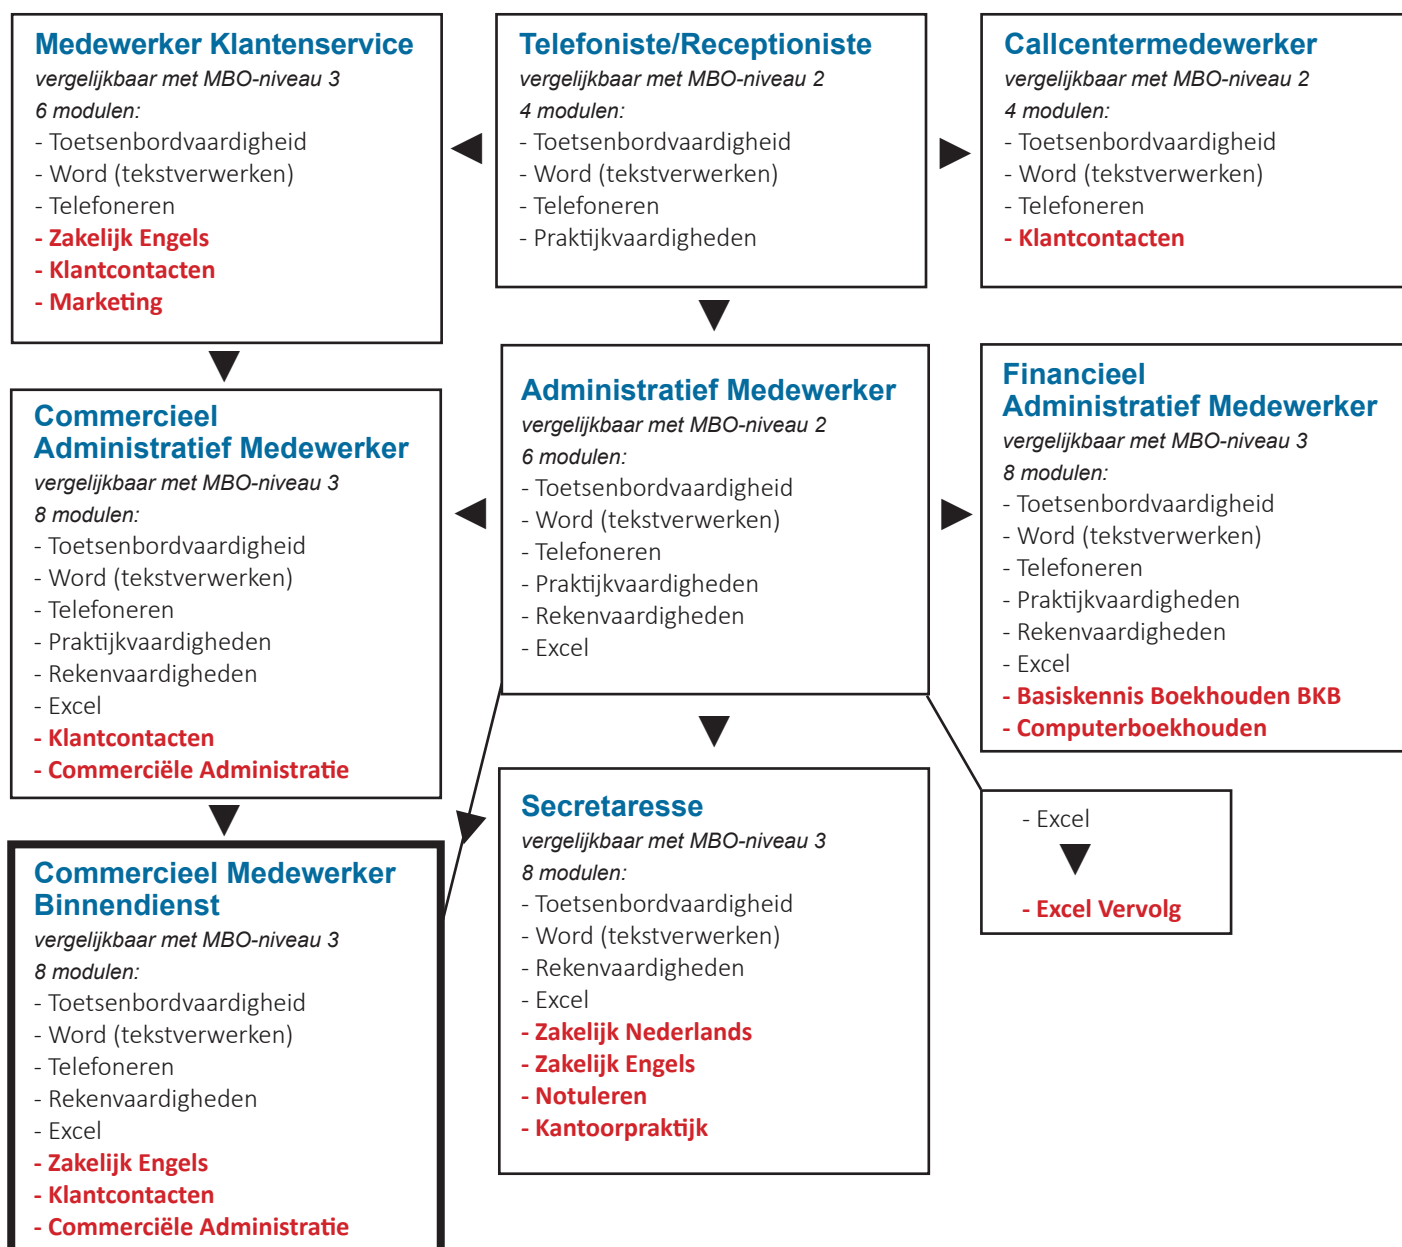 Medewerker Klantenservice
vergelijkbaar met MBO-niveau 3
6 modulen:
- Toetsenbordvaardigheid
- Word (tekstverwerken)
- Telefoneren
- Zakelijk Engels
- Klantcontacten
- Marketing
Telefoniste/Receptioniste
vergelijkbaar met MBO-niveau 2
4 modulen:
- Toetsenbordvaardigheid
- Word (tekstverwerken)
- Telefoneren
- Praktijkvaardigheden
Callcentermedewerker
vergelijkbaar met MBO-niveau 2
4 modulen:
- Toetsenbordvaardigheid
- Word (tekstverwerken)
- Telefoneren
- Klantcontacten
Commercieel
Administratief Medewerker
vergelijkbaar met MBO-niveau 3
8 modulen:
- Toetsenbordvaardigheid
- Word (tekstverwerken)
- Telefoneren
- Praktijkvaardigheden
- Rekenvaardigheden
- Excel
- Klantcontacten
- Commerciële Administratie
Administratief Medewerker
vergelijkbaar met MBO-niveau 2
6 modulen:
- Toetsenbordvaardigheid
- Word (tekstverwerken)
- Telefoneren
- Praktijkvaardigheden
- Rekenvaardigheden
- Excel
Financieel
Administratief Medewerker
vergelijkbaar met MBO-niveau 3
8 modulen:
- Toetsenbordvaardigheid
- Word (tekstverwerken)
- Telefoneren
- Praktijkvaardigheden
- Rekenvaardigheden
- Excel
- Basiskennis Boekhouden BKB
- Computerboekhouden
Commercieel Medewerker
Binnendienst
vergelijkbaar met MBO-niveau 3
8 modulen:
- Toetsenbordvaardigheid
- Word (tekstverwerken)
- Telefoneren
- Rekenvaardigheden
- Excel
- Zakelijk Engels
- Klantcontacten
- Commerciële Administratie
Secretaresse
vergelijkbaar met MBO-niveau 3
8 modulen:
- Toetsenbordvaardigheid
- Word (tekstverwerken)
- Rekenvaardigheden
- Excel
- Zakelijk Nederlands
- Zakelijk Engels
- Notuleren
- Kantoorpraktijk
- Excel
- Excel Vervolg